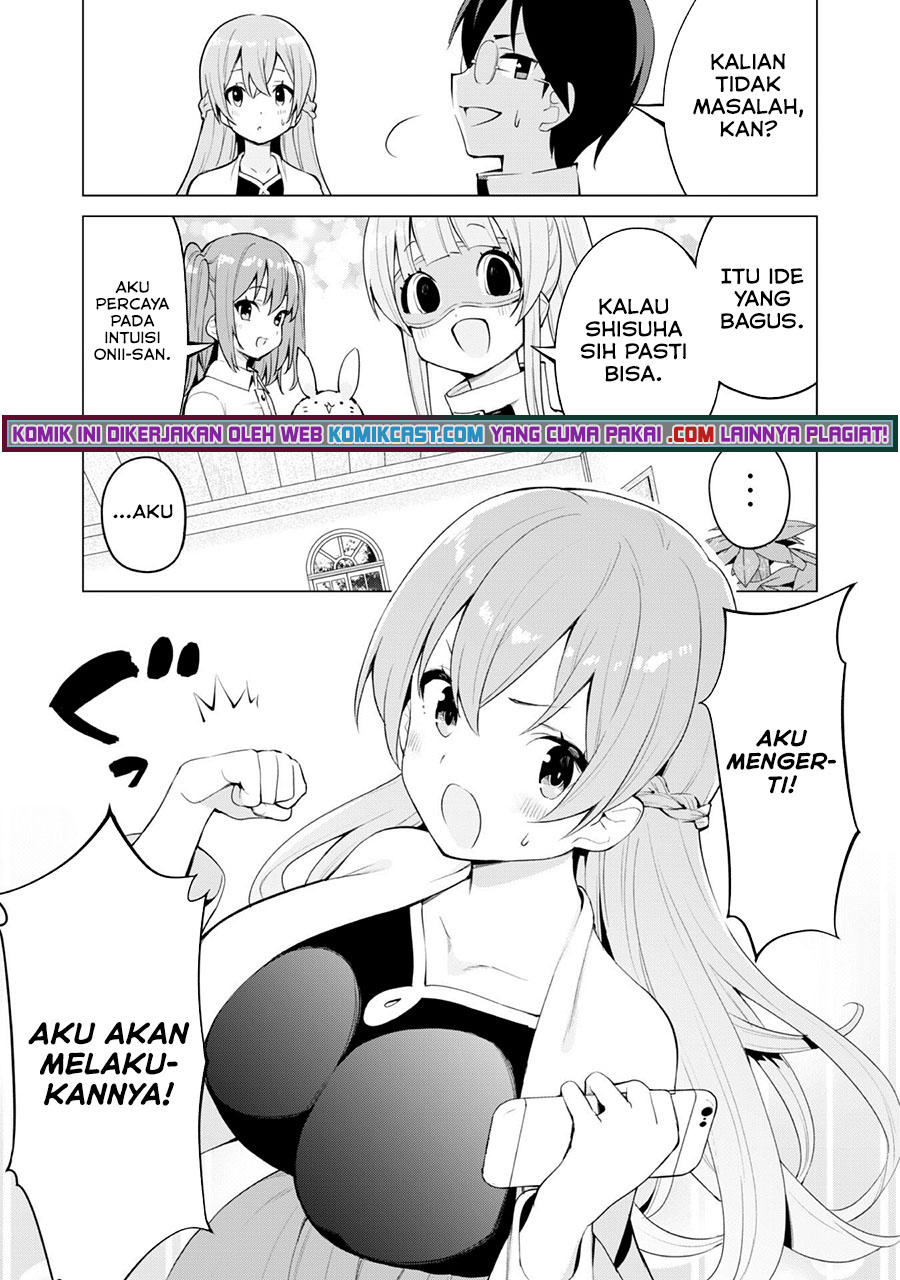 KALIAN
TIDAK
MASALAH,
KAN?
ITU IDE
YANG
BAGUS.
KALAU
SHISUHA
SIH PASTI
BISA.
AKU
PERCAYA
PADA
INTUISI
ONII-SAN.
KOMIK INI DIKERJAKAN OLEH WEB KOMIKCAST.COM YANG CUMA PAKAI .COM LAINNYA PLAGIAT!
...
...AKU
AKU
MENGER-
TI!
ぐっ
AKU AKAN
MELAKU-
KANNYA!